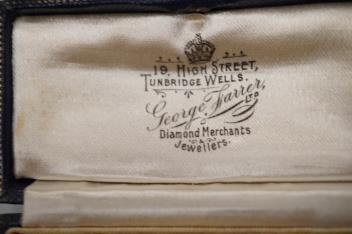 19, HIGH STREET,
TUNBRIDGE WELLS.
George Farrer LTD
Diamond Merchants
&
Jewellers.